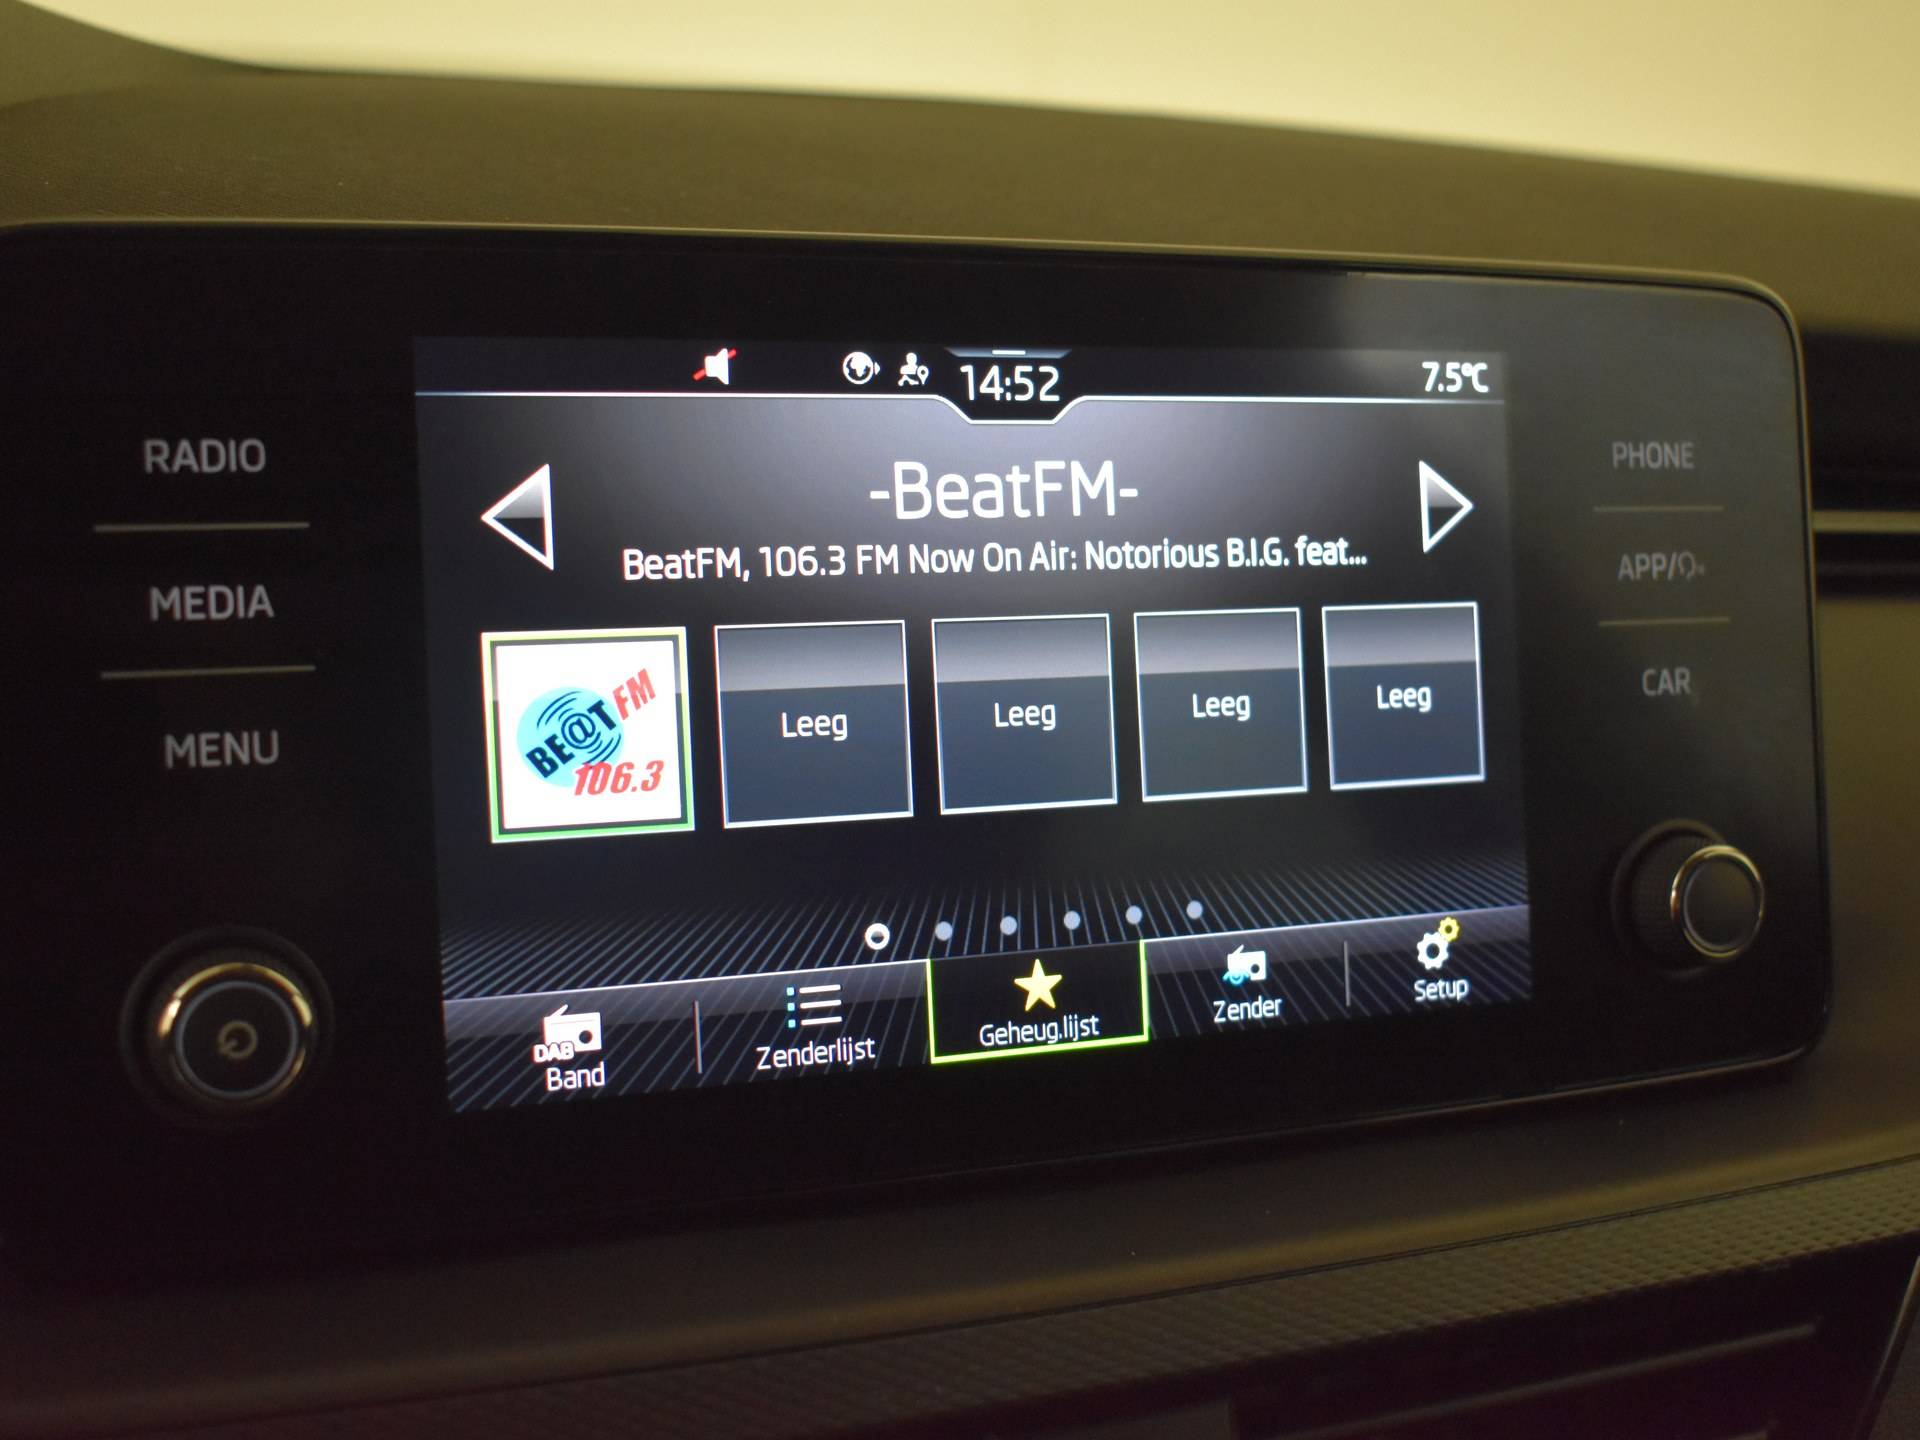 14:52
7.5°C
RADIO
MEDIA
MENU
-BeatFM-
BeatFM, 106.3 FM Now On Air: Notorious B.I.G. feat...
BE@T FM
106.3
Leeg
Leeg
Leeg
Leeg
PHONE
APP/
CAR
DAB
Band
Zenderlijst
Geheug.lijst
Zender
Setup